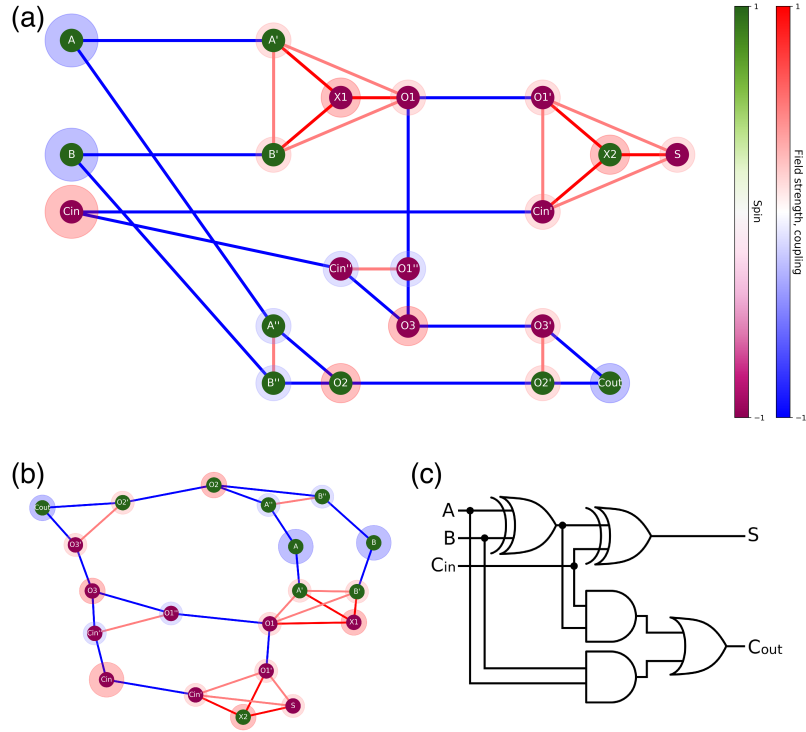 (a)
A
A'
X1
O1
O1'
B
B'
X2
S
Cin
Cin'
Cin''
O1''
A''
O3
O3'
B''
O2
O2'
Cout
1
−1
Spin
1
−1
Field strength, coupling
(b)
O2
B''
A''
O2'
Cout
O3'
A
B
O3
A'
B'
O1''
O1
X1
Cin''
O1'
Cin
Cin'
S
X2
(c)
A
B
Cin
S
Cout